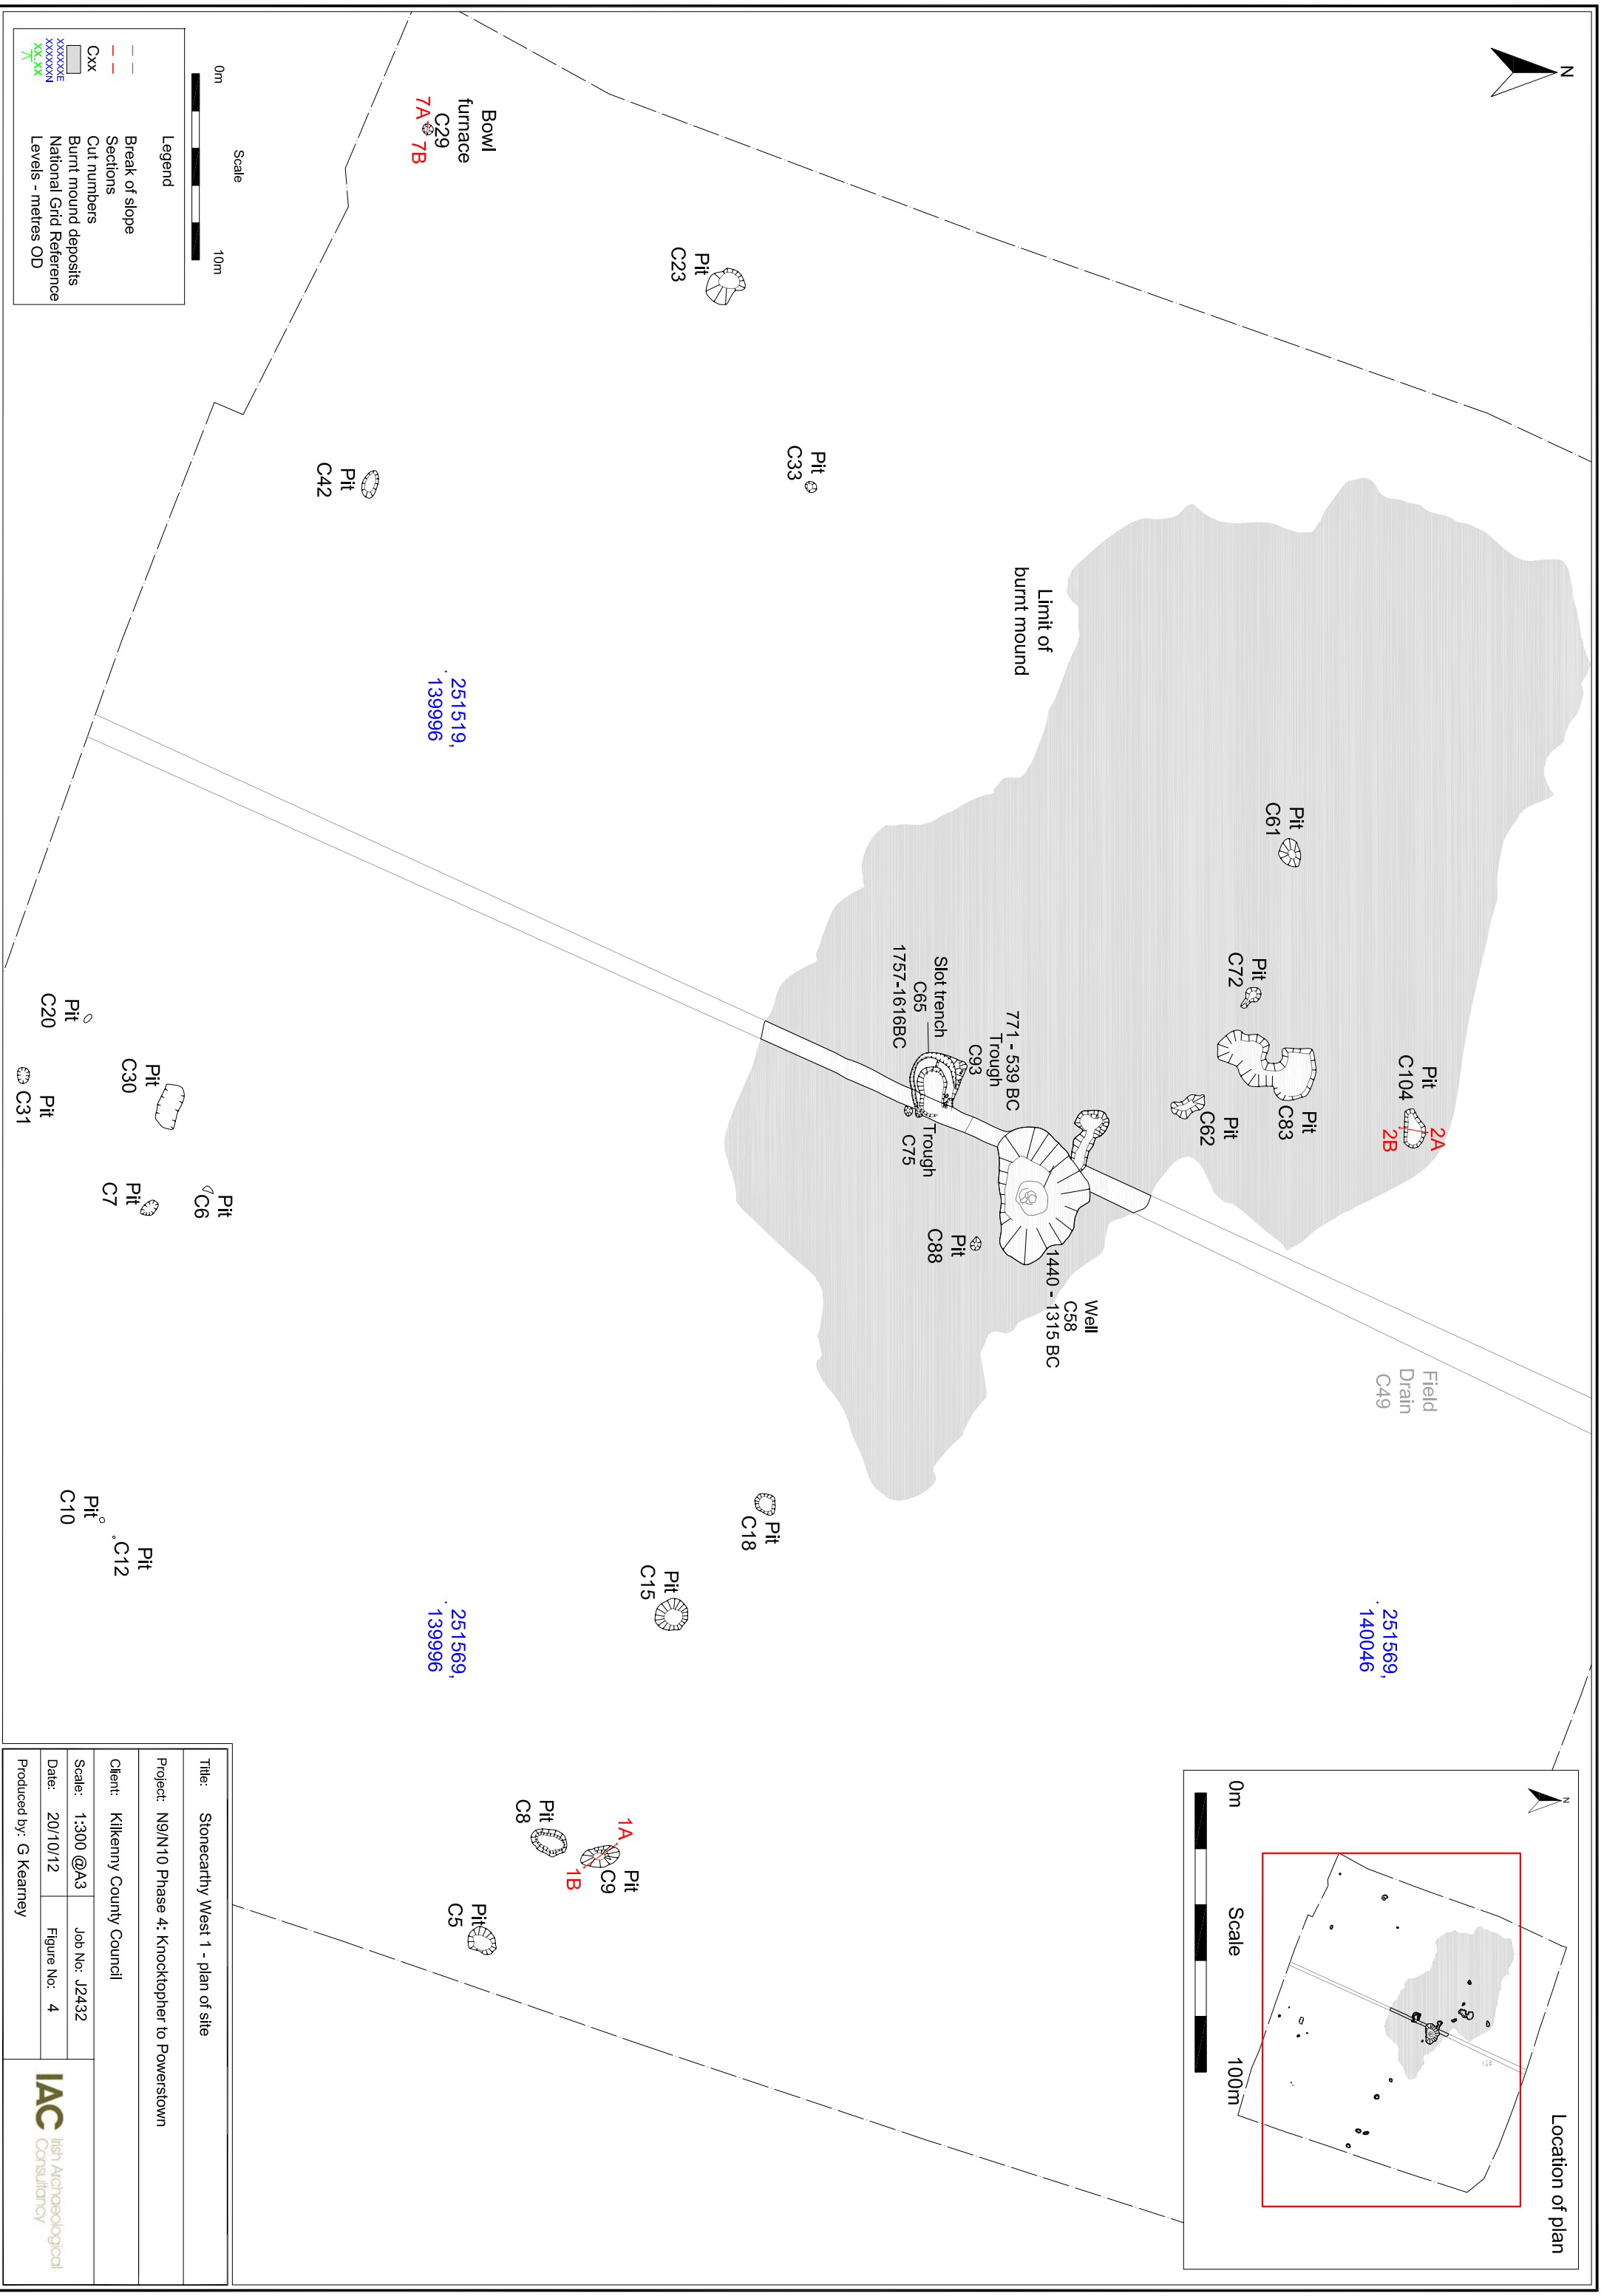 N
Location of plan
N
0m
Scale
100m
Pit
C104
2A
2B
Field
Drain
C49
251569,
140046
Pit
C61
Pit
C72
Pit
C83
Pit
C62
Limit of
burnt mound
771 - 539 BC
Trough
C93
Slot trench
C65
1757-1616BC
Trough
C75
Well
C58
1440 - 1315 BC
Pit
C88
Pit
C33
Pit
C23
Pit
C18
Pit
C15
Bowl
furnace
C29
7A
7B
251519,
139996
251569,
139996
1A
Pit
C9
1B
Pit
C8
Pit
C5
Pit
C42
Pit
C6
Pit
C7
Pit
C30
Pit
C20
Pit
C31
Pit
C10
Pit
C12
Scale
0m
10m
Legend
Break of slope
Sections
Cxx
Cut numbers
Burnt mound deposits
XXXXXXE
XXXXXXN
National Grid Reference
XX.XX
Levels - metres OD
Title: Stonecarthy West 1 - plan of site
Project: N9/N10 Phase 4: Knocktopher to Powerstown
Client: Kilkenny County Council
Scale: 1:300 @A3
Job No: J2432
Date: 20/10/12
Figure No: 4
Produced by: G Kearney
IAC Irish Archaeological
Consultancy